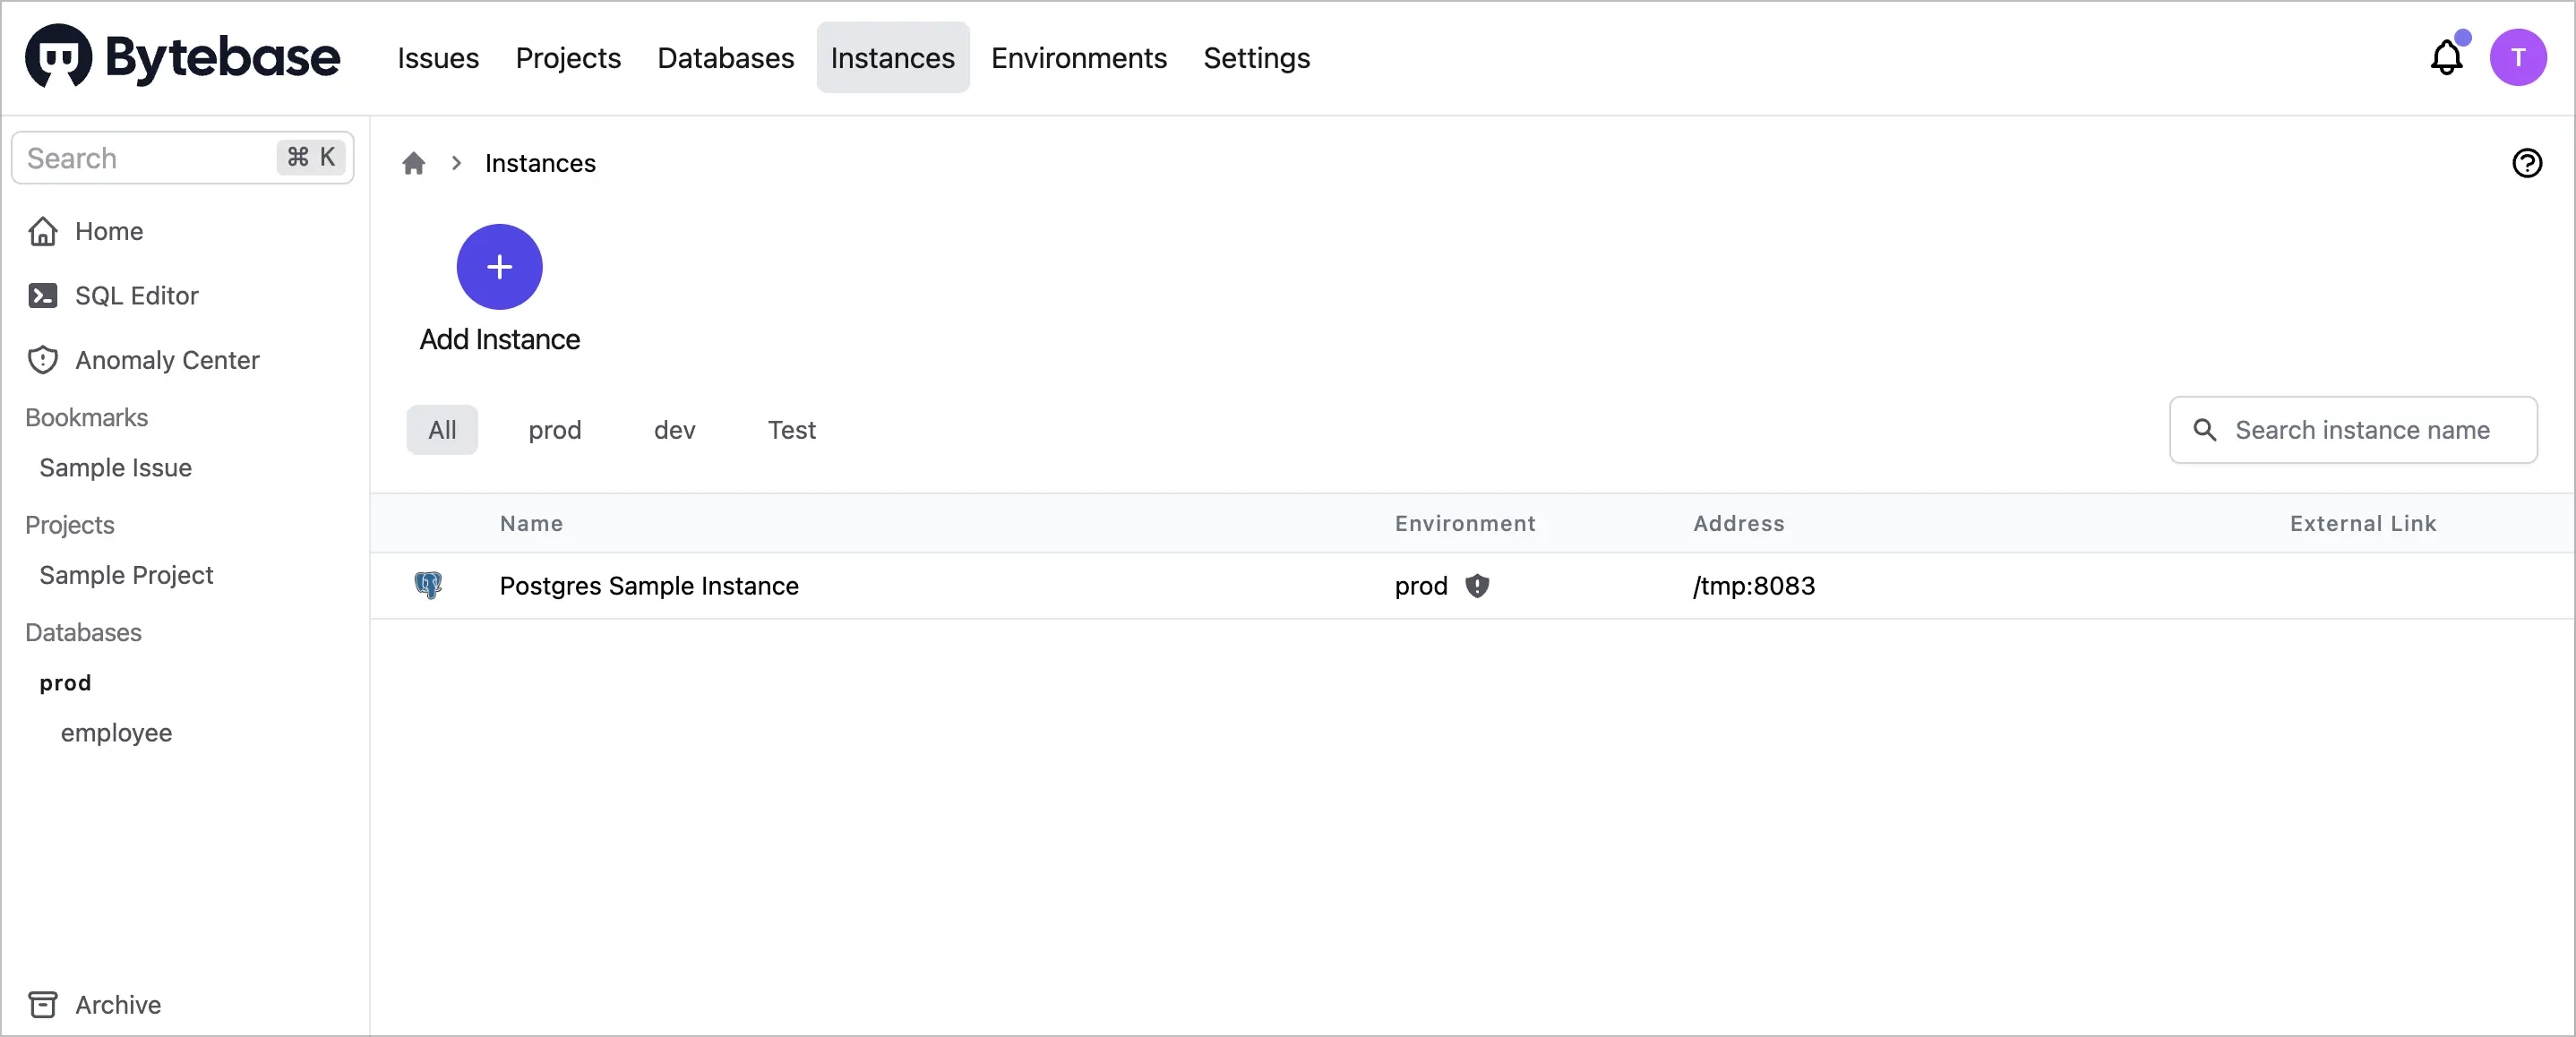 Bytebase
Issues Projects Databases Instances Environments Settings
T
Search ⌘ K
Home
SQL Editor
Anomaly Center
Bookmarks
Sample Issue
Projects
Sample Project
Databases
prod
employee
Archive
Instances
Add Instance
All prod dev Test
Search instance name
Name Environment Address External Link
Postgres Sample Instance prod /tmp:8083